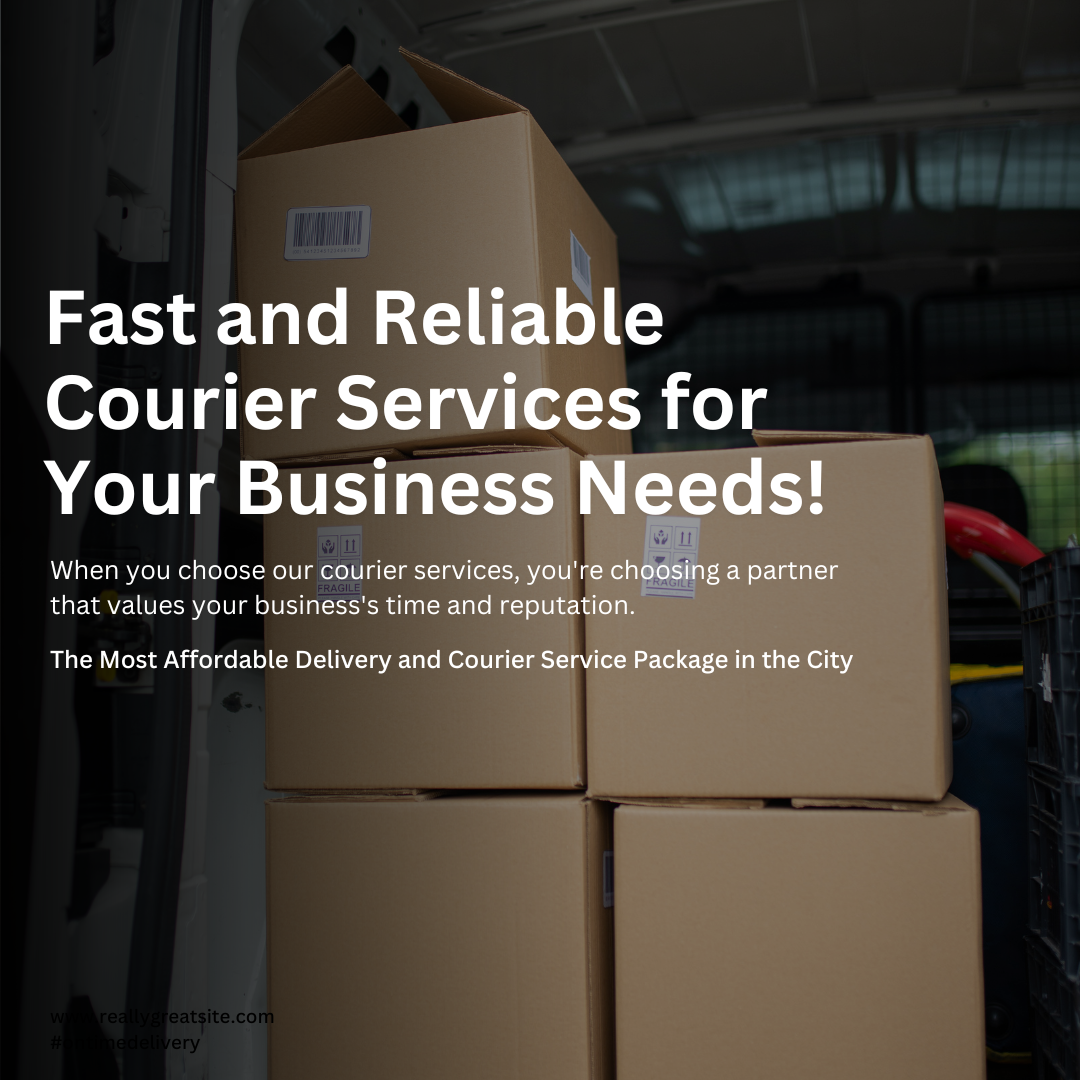 Fast and Reliable
Courier Services for
Your Business Needs!
FRAGILE
FRAGILE
When you choose our courier services, you're choosing a partner
that values your business's time and reputation.
The Most Affordable Delivery and Courier Service Package in the City
www.reallygreatsite.com